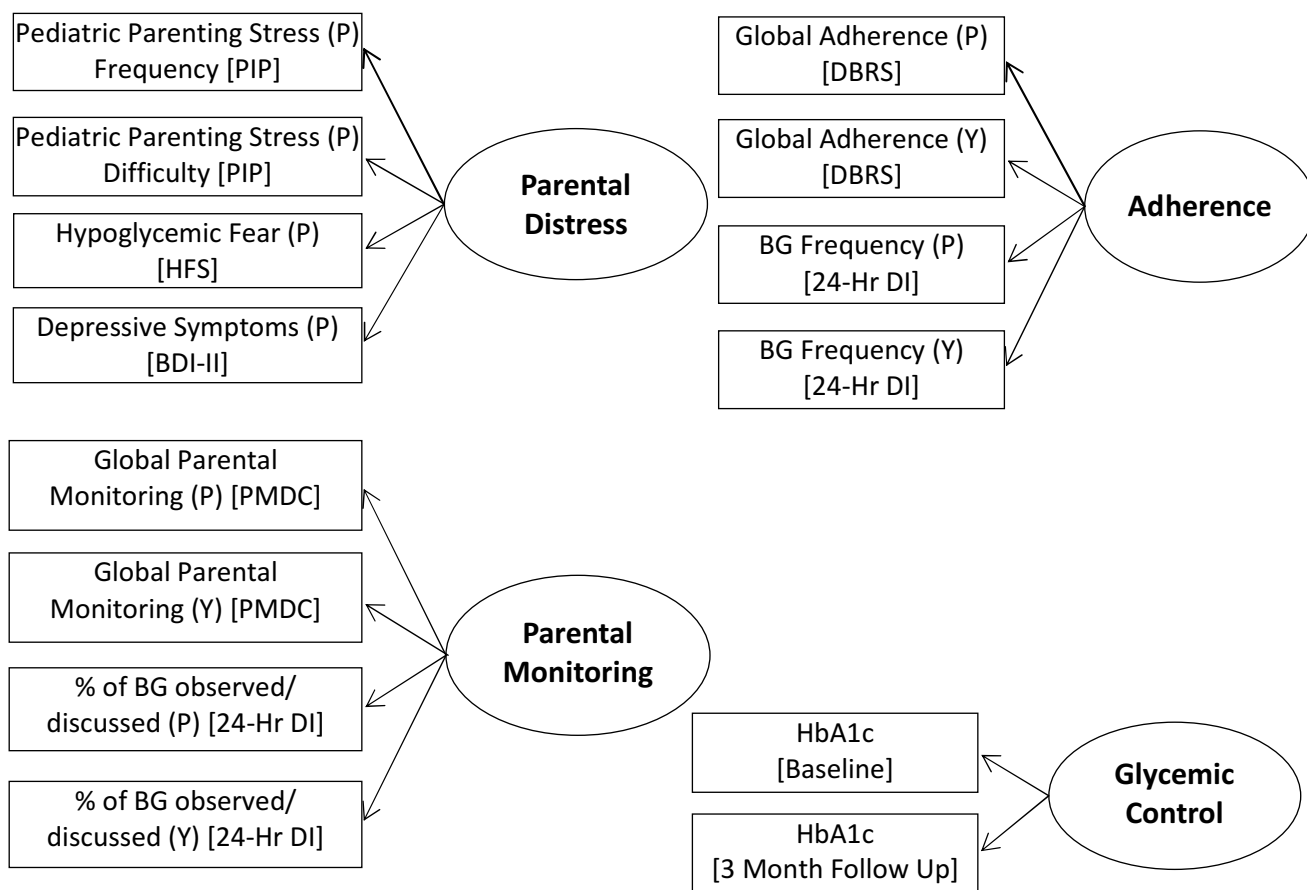 Pediatric Parenting Stress (P)
Frequency [PIP]
Pediatric Parenting Stress (P)
Difficulty [PIP]
Hypoglycemic Fear (P)
[HFS]
Depressive Symptoms (P)
[BDI-II]
Parental
Distress
Global Adherence (P)
[DBRS]
Global Adherence (Y)
[DBRS]
BG Frequency (P)
[24-Hr DI]
BG Frequency (Y)
[24-Hr DI]
Adherence
Global Parental
Monitoring (P) [PMDC]
Global Parental
Monitoring (Y) [PMDC]
% of BG observed/
discussed (P) [24-Hr DI]
% of BG observed/
discussed (Y) [24-Hr DI]
Parental
Monitoring
HbA1c
[Baseline]
HbA1c
[3 Month Follow Up]
Glycemic
Control